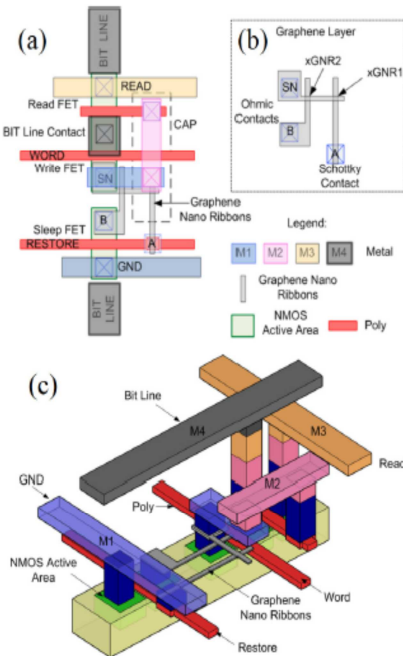 (a)
BIT LINE
READ
Read FET
CAP
BIT Line Contact
WORD
Write FET
SN
Graphene
Nano Ribbons
B
Sleep FET
RESTORE
A
GND
BIT LINE
(b)
Graphene Layer
xGNR2
xGNR1
SN
Ohmic
Contacts
B
A
Schottky
Contact
Legend:
M1
M2
M3
M4
Metal
Graphene Nano
Ribbons
NMOS
Active Area
Poly
(c)
Bit Line
M4
M3
GND
Read
M2
Poly
M1
NMOS Active
Area
Word
Graphene
Nano Ribbons
Restore